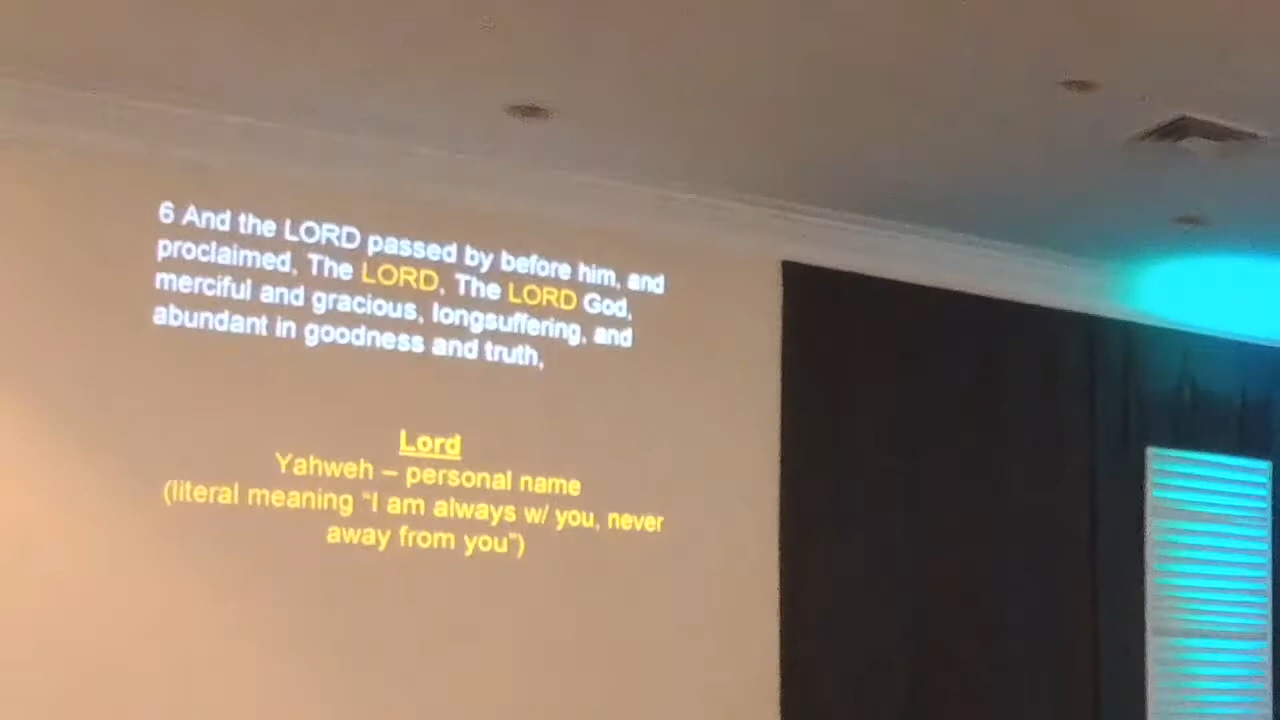 6 And the LORD passed by before him, and
proclaimed, The LORD, The LORD God,
merciful and gracious, longsuffering, and
abundant in goodness and truth,
Lord
Yahweh – personal name
(literal meaning "I am always w/ you, never
away from you")